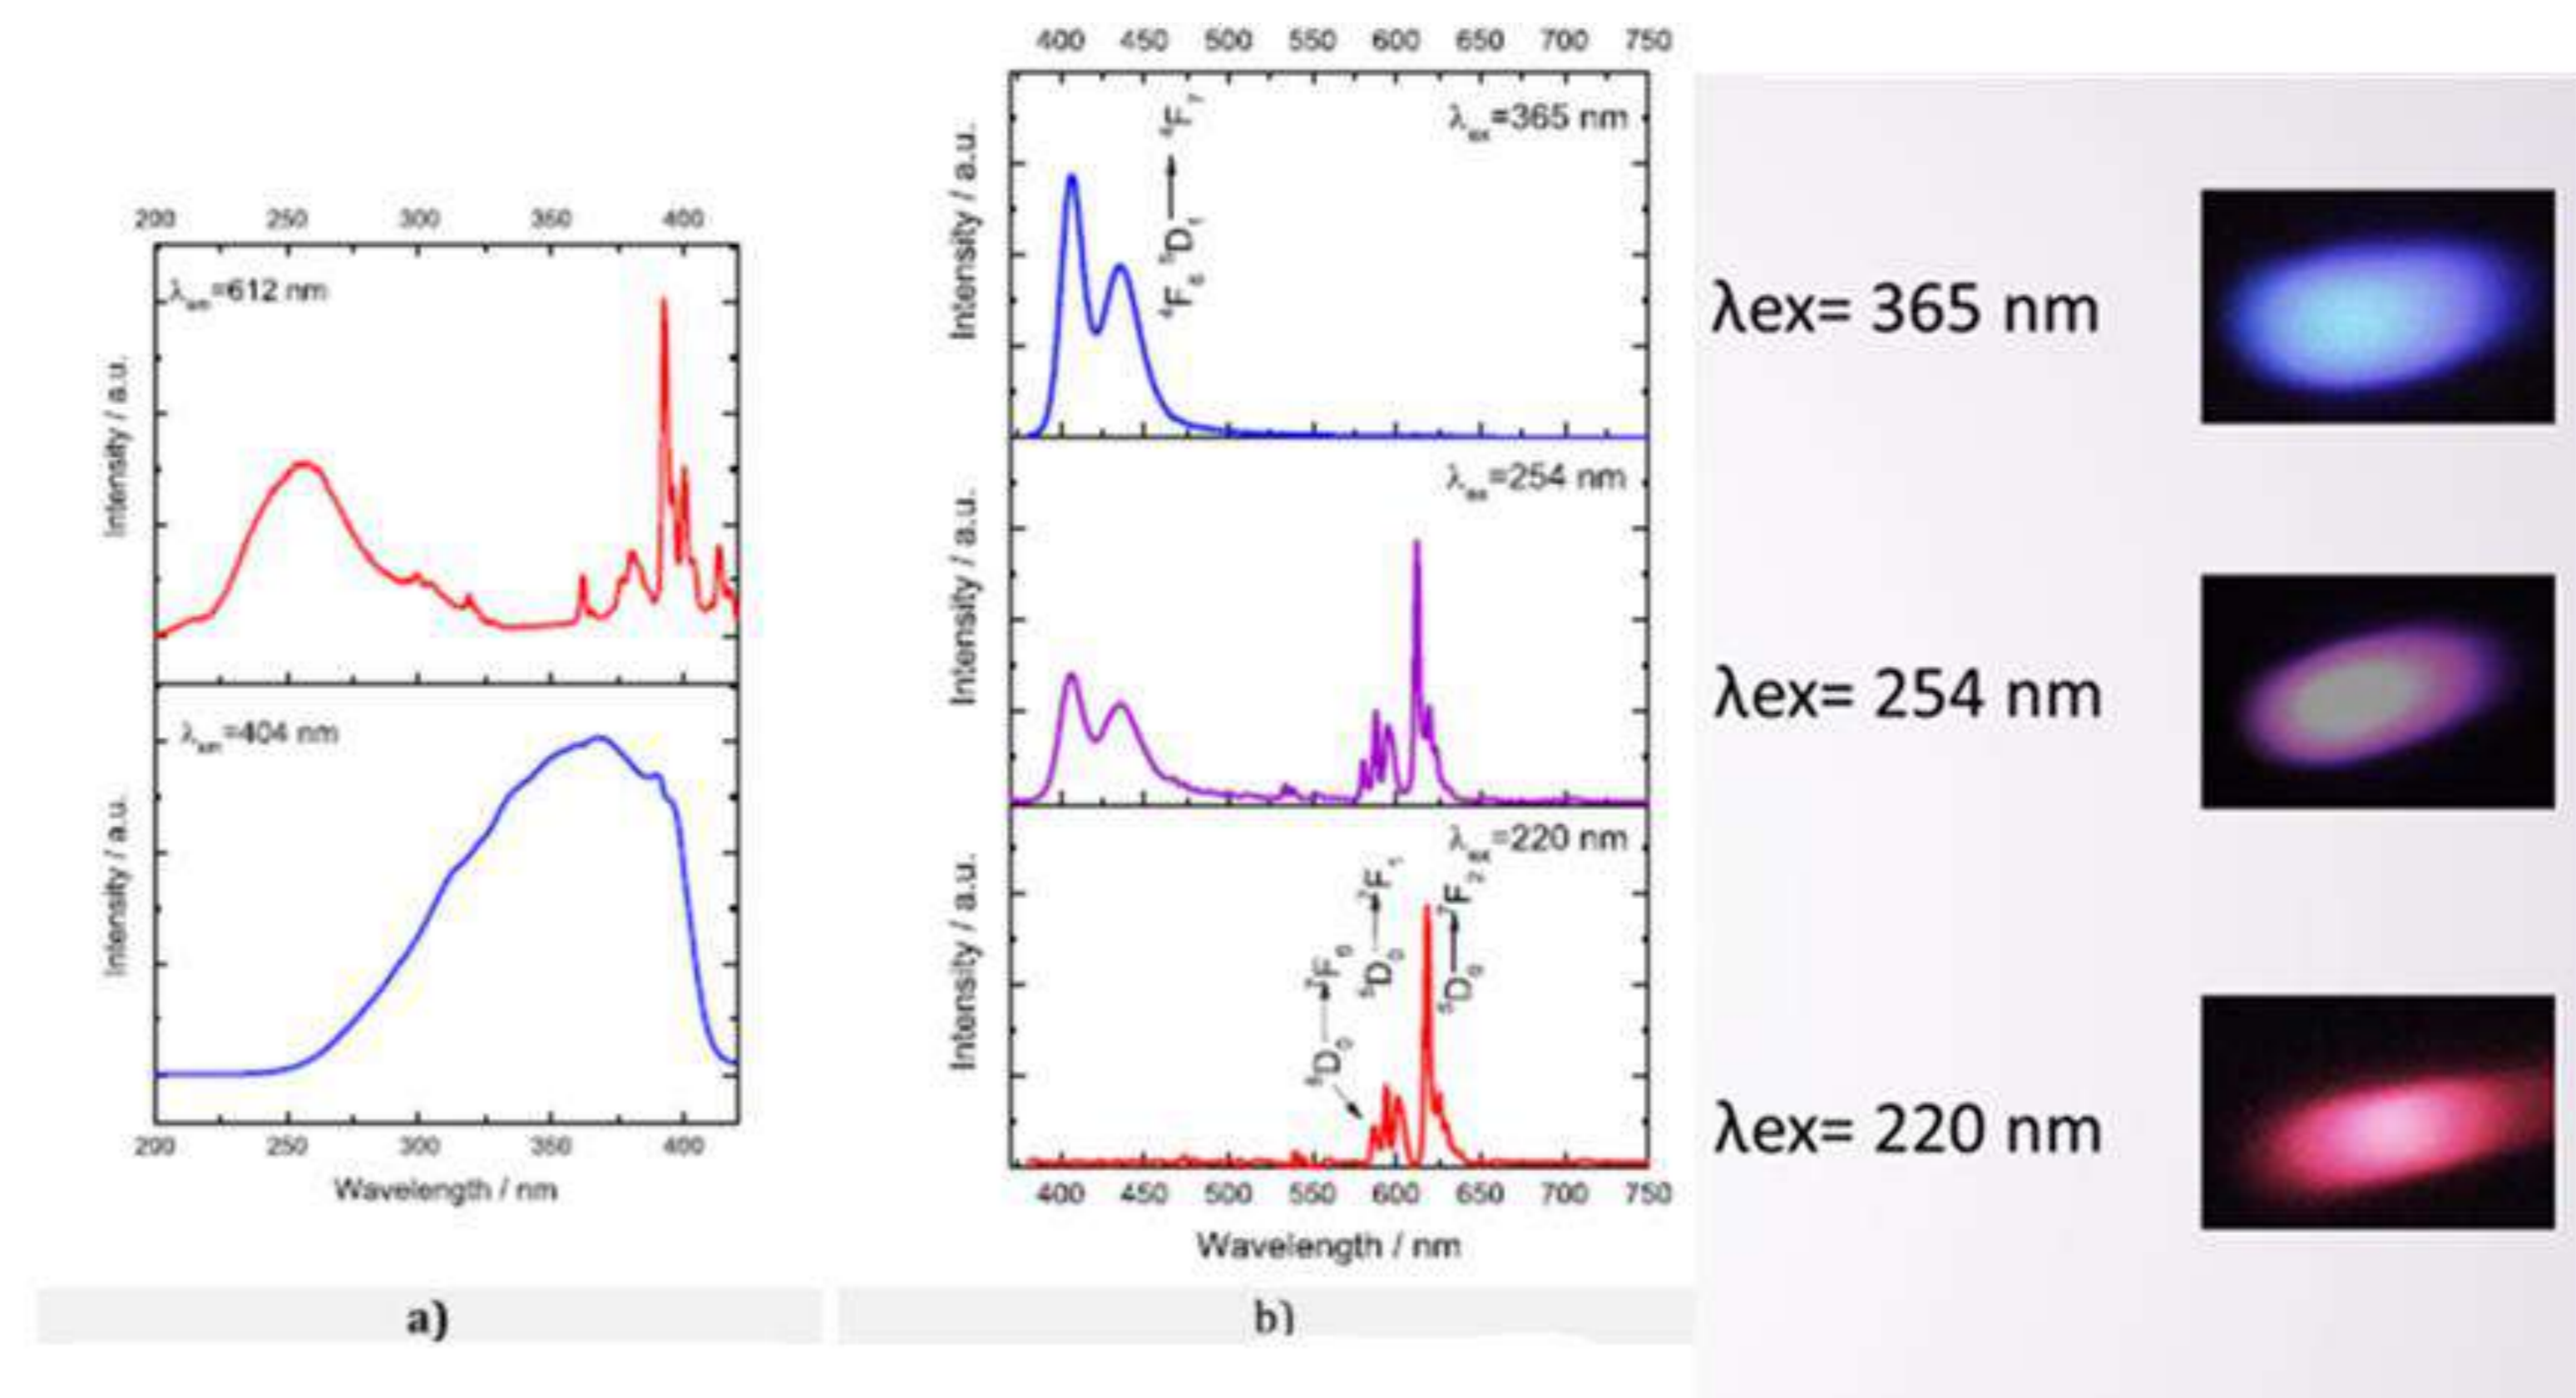 200 250 300 350 400
λem=612 nm
Intensity / a.u.
λem=404 nm
Intensity / a.u.
200 250 300 350 400
Wavelength / nm
a)
400 450 500 550 600 650 700 750
λex=365 nm
⁴F₆ ⁵D₁ → ⁴F₇
Intensity / a.u.
λex=254 nm
Intensity / a.u.
λex=220 nm
⁵D₀ → ⁷F₀
⁵D₀ → ⁷F₁
⁵D₀ → ⁷F₂
Intensity / a.u.
400 450 500 550 600 650 700 750
Wavelength / nm
b)
λex= 365 nm
λex= 254 nm
λex= 220 nm